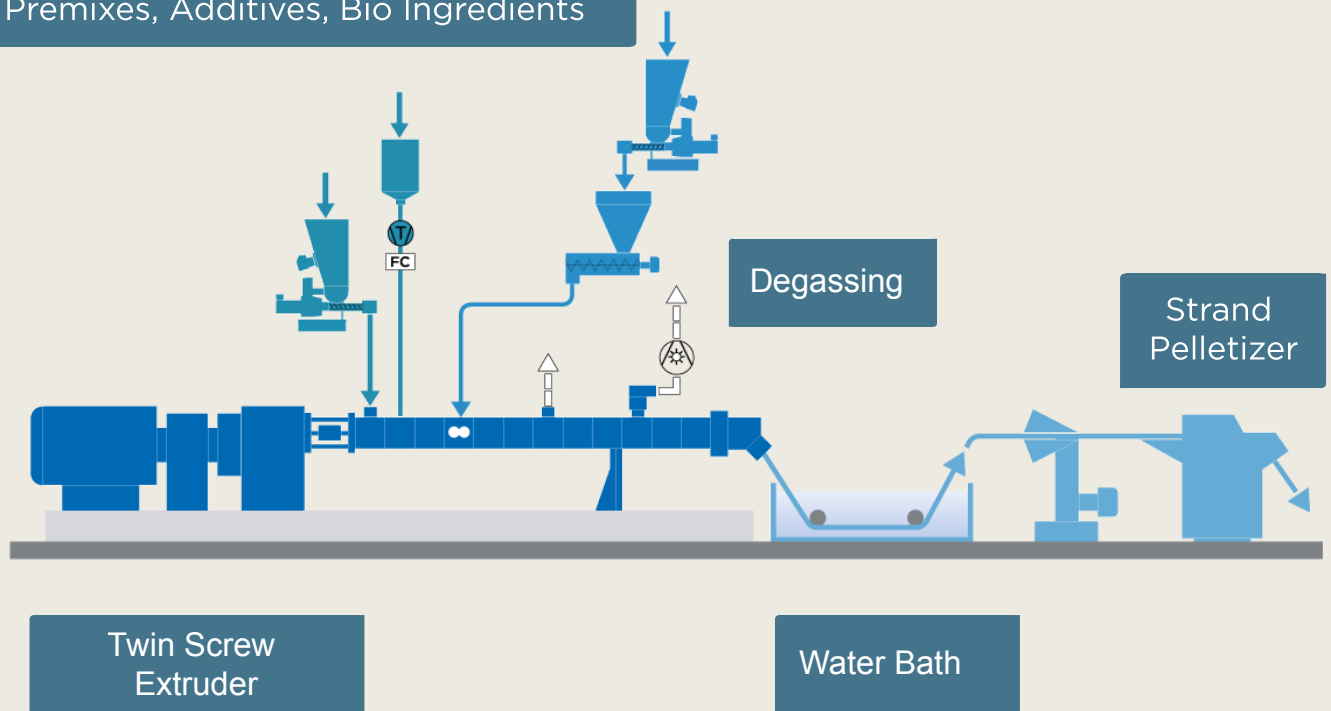 Premixes, Additives, Bio Ingredients
T
FC
Degassing
Strand
Pelletizer
Twin Screw
Extruder
Water Bath